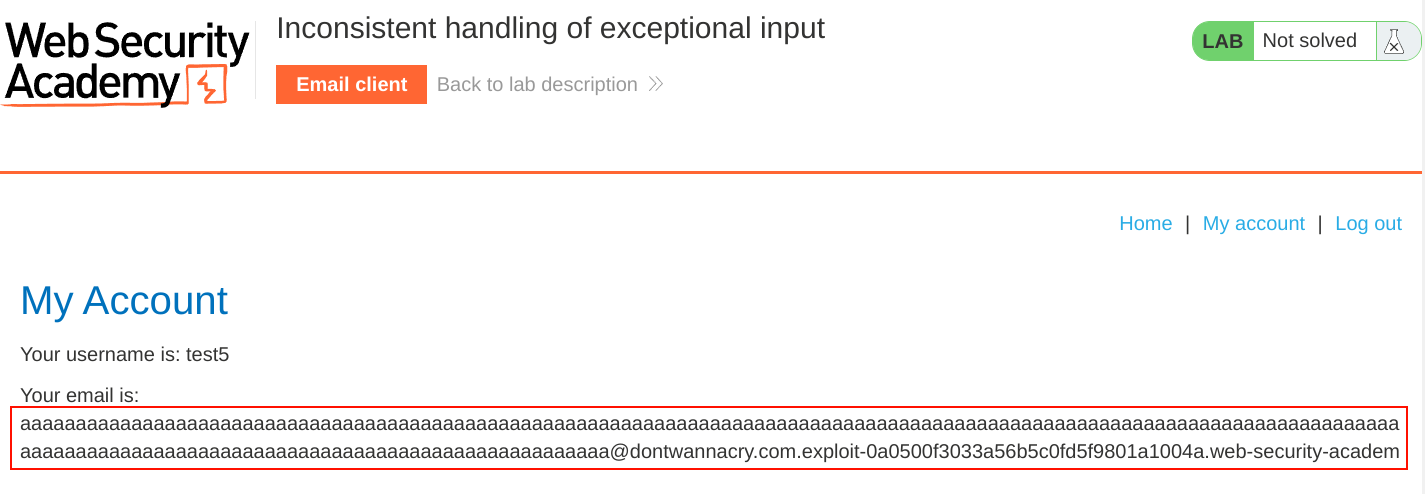 Web Security
Academy
Inconsistent handling of exceptional input
Email client
Back to lab description
LAB
Not solved
Home | My account | Log out
My Account
Your username is: test5
Your email is:
aaaaaaaaaaaaaaaaaaaaaaaaaaaaaaaaaaaaaaaaaaaaaaaaaaaaaaaaaaaaaaaaaaaaaaaaaaaaaaaaaaaaaaaaaaaaaaaaaaaaaaaaaaaaaaaaaaaaaaaaaaaa
aaaaaaaaaaaaaaaaaaaaaaaaaaaaaaaaaaaaaaaaaaaaaaaaaaaaa@dontwannacry.com.exploit-0a0500f3033a56b5c0fd5f9801a1004a.web-security-academ